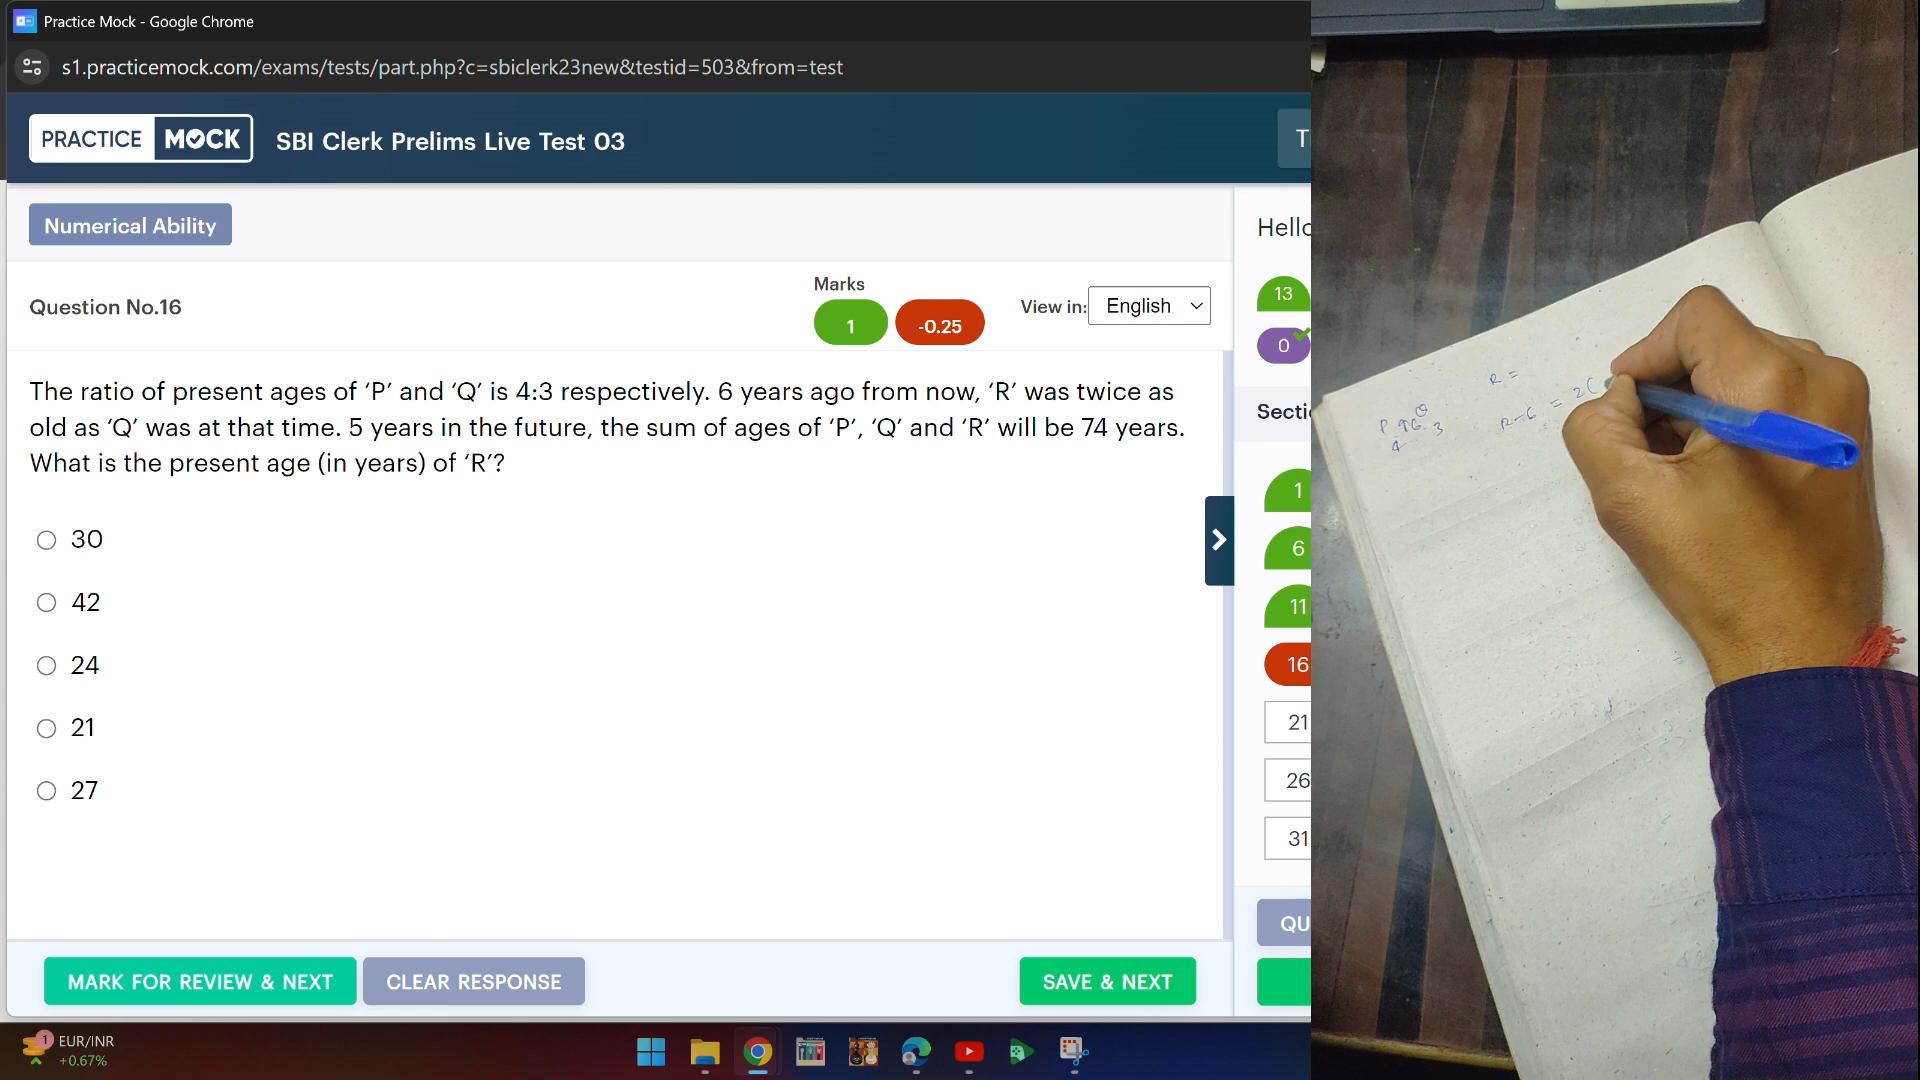 Practice Mock - Google Chrome
s1.practicemock.com/exams/tests/part.php?c=sbiclerk23new&testid=503&from=test
PRACTICE MOCK SBI Clerk Prelims Live Test 03
T
Numerical Ability
Hello
Question No.16
Marks
1 -0.25
View in: English
13
0
The ratio of present ages of ‘P’ and ‘Q’ is 4:3 respectively. 6 years ago from now, ‘R’ was twice as
old as ‘Q’ was at that time. 5 years in the future, the sum of ages of ‘P’, ‘Q’ and ‘R’ will be 74 years.
What is the present age (in years) of ‘R’?
30
42
24
21
27
Secti
1
6
11
16
21
26
31
QU
MARK FOR REVIEW & NEXT CLEAR RESPONSE SAVE & NEXT
1 EUR/INR
+0.67%
R =
R-6 = 2(
P Q
4 3